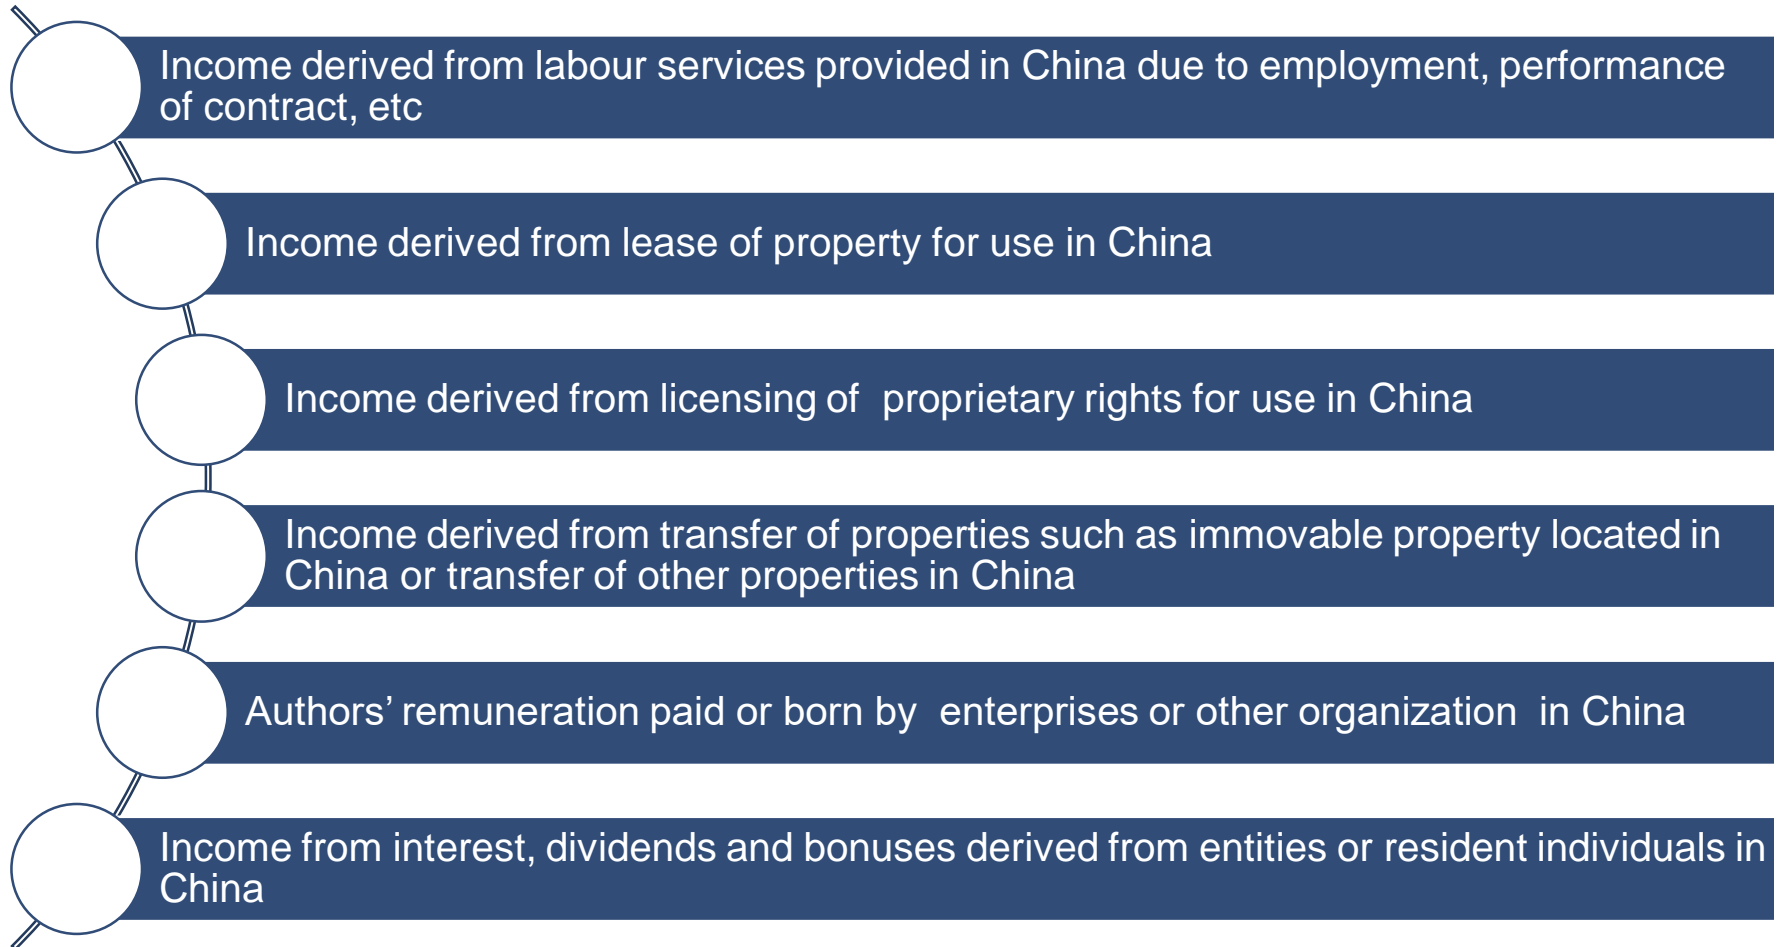 Income derived from labour services provided in China due to employment, performance
of contract, etc
Income derived from lease of property for use in China
Income derived from licensing of  proprietary rights for use in China
Income derived from transfer of properties such as immovable property located in
China or transfer of other properties in China
Authors’ remuneration paid or born by  enterprises or other organization  in China
Income from interest, dividends and bonuses derived from entities or resident individuals in
China